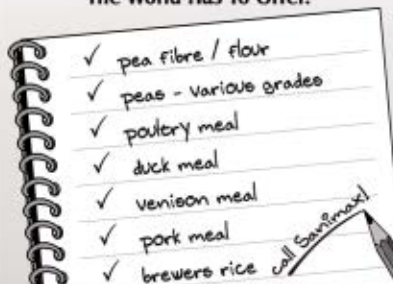 The World Has To Offer.
✓ pea fibre / flour
✓ peas - various grades
✓ poultry meal
✓ duck meal
✓ venison meal
✓ pork meal
✓ brewers rice
call Sanimax!